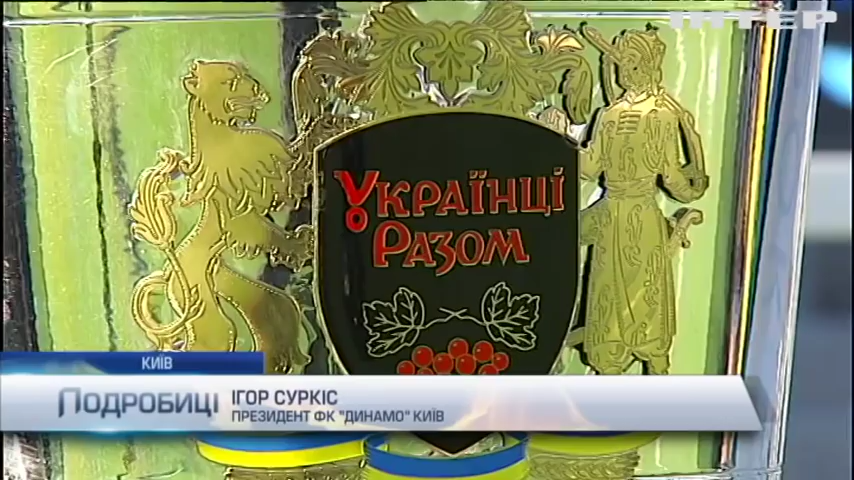 ІНТЕР
УКРАЇНЦІ
РАЗОМ
КИЇВ
ПОДРОБИЦІ
ІГОР СУРКІС
ПРЕЗИДЕНТ ФК "ДИНАМО" КИЇВ